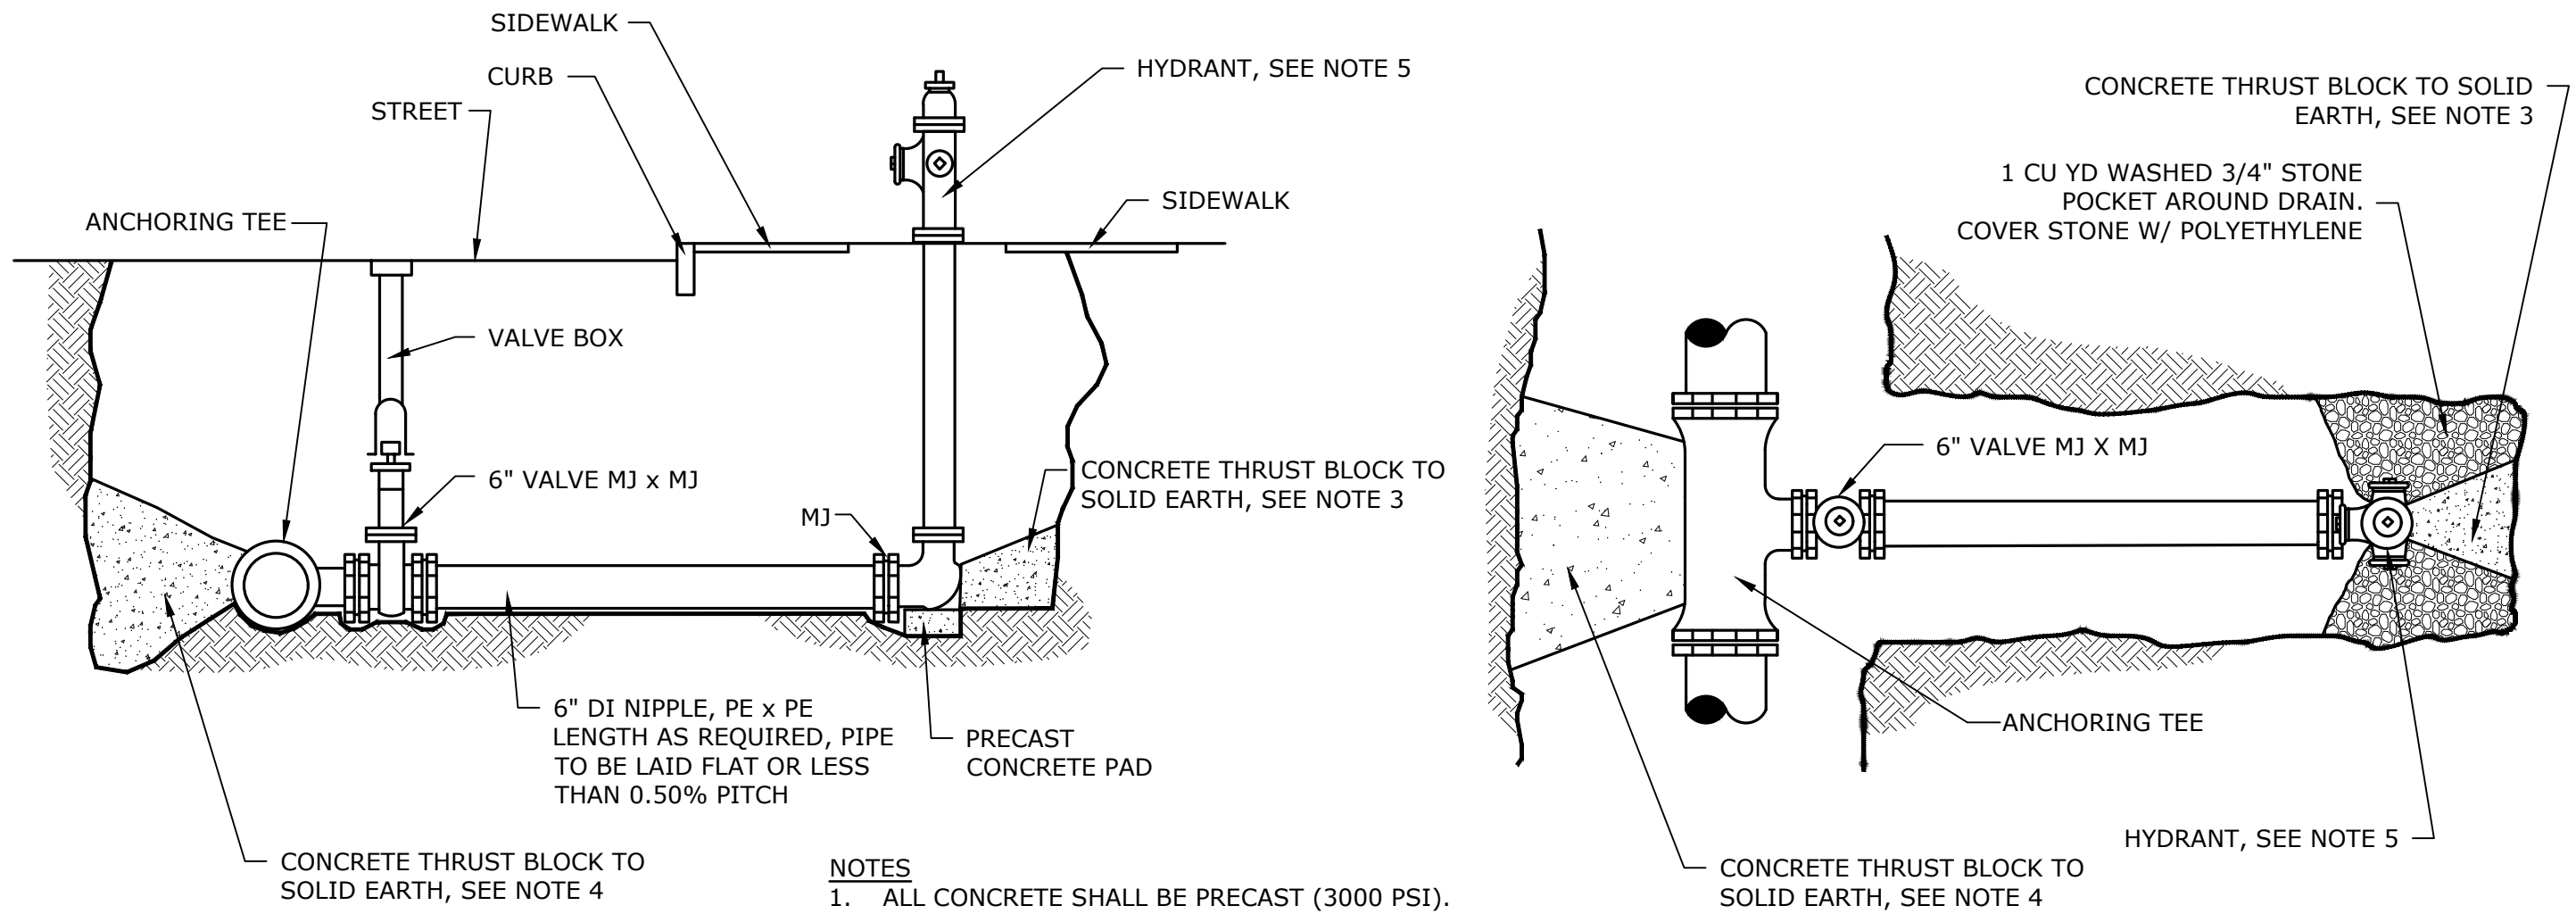 SIDEWALK
CURB
STREET
ANCHORING TEE
HYDRANT, SEE NOTE 5
SIDEWALK
VALVE BOX
6" VALVE MJ x MJ
MJ
CONCRETE THRUST BLOCK TO
SOLID EARTH, SEE NOTE 3
6" DI NIPPLE, PE x PE
LENGTH AS REQUIRED, PIPE
TO BE LAID FLAT OR LESS
THAN 0.50% PITCH
PRECAST
CONCRETE PAD
CONCRETE THRUST BLOCK TO
SOLID EARTH, SEE NOTE 4
CONCRETE THRUST BLOCK TO SOLID
EARTH, SEE NOTE 3
1 CU YD WASHED 3/4" STONE
POCKET AROUND DRAIN.
COVER STONE W/ POLYETHYLENE
6" VALVE MJ X MJ
ANCHORING TEE
HYDRANT, SEE NOTE 5
CONCRETE THRUST BLOCK TO
SOLID EARTH, SEE NOTE 4
NOTES
1. ALL CONCRETE SHALL BE PRECAST (3000 PSI).